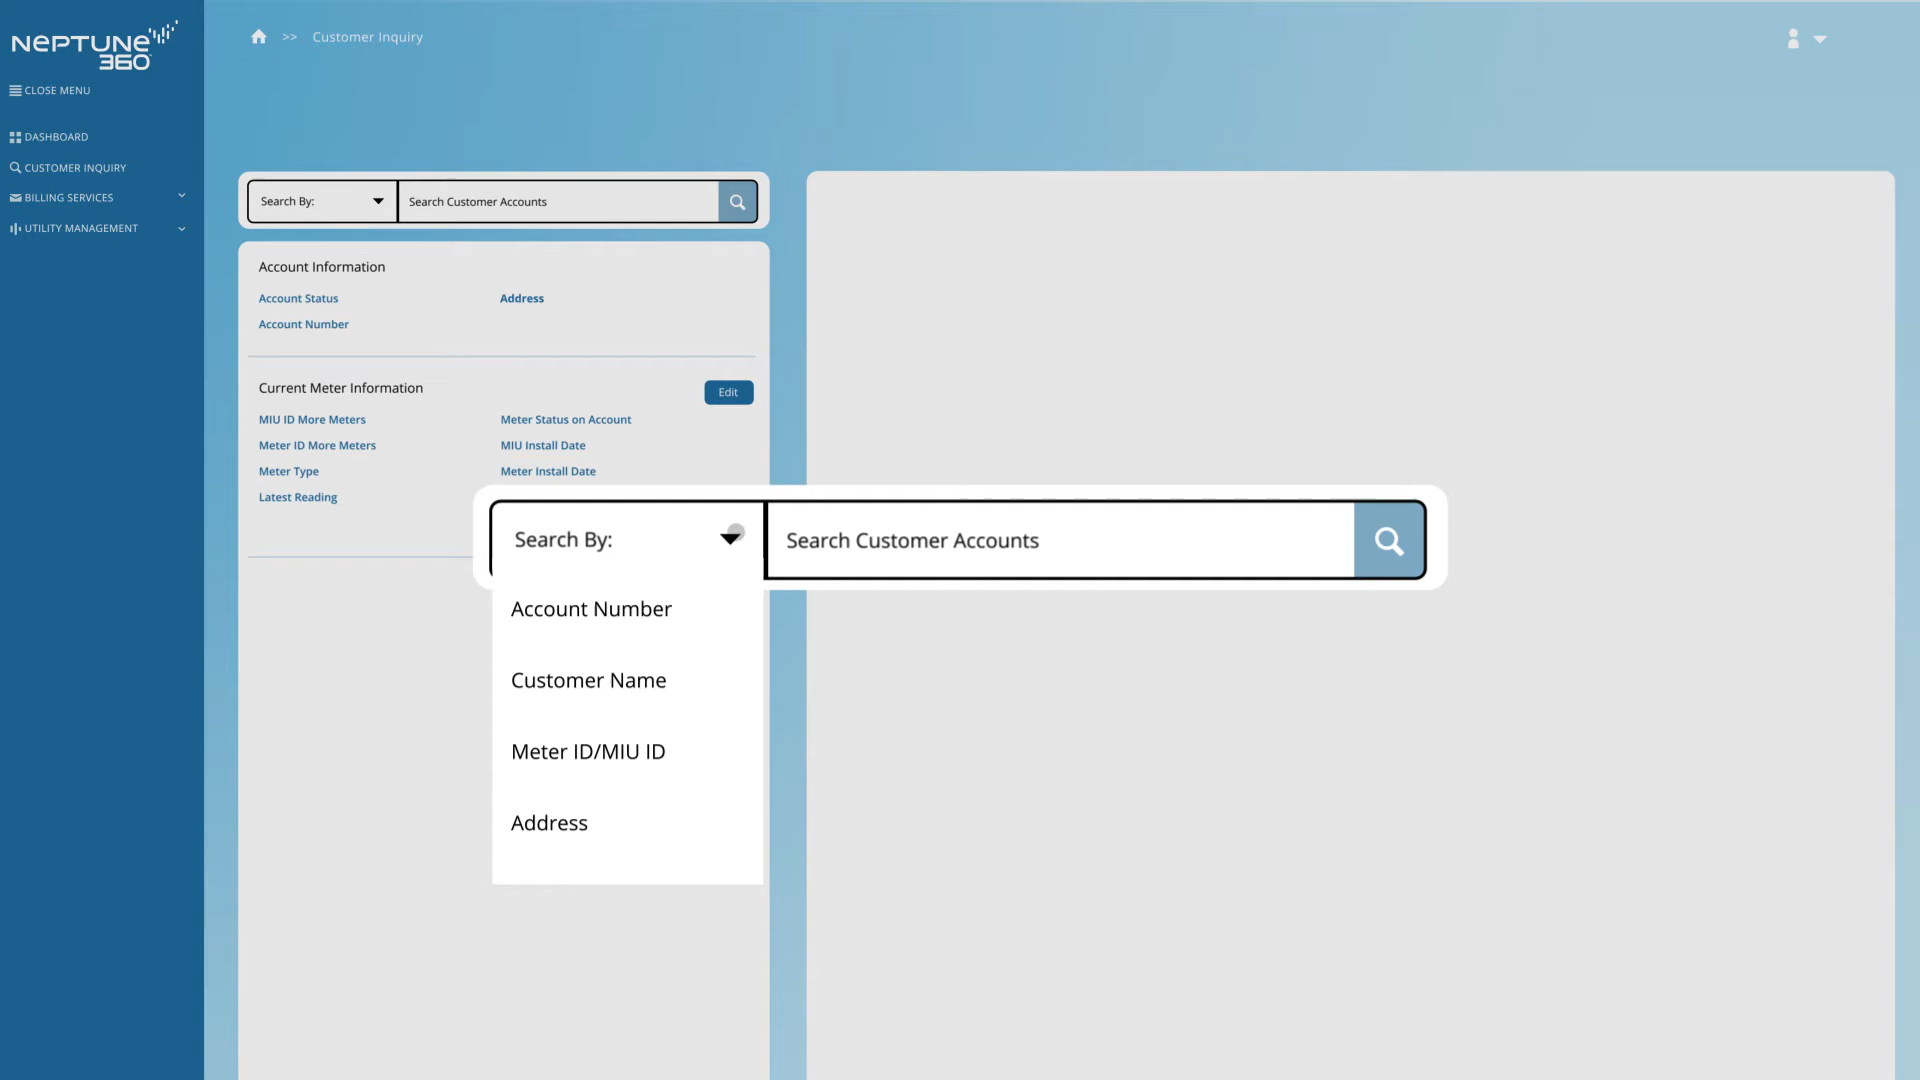 NEPTUNE
360
CLOSE MENU
DASHBOARD
CUSTOMER INQUIRY
BILLING SERVICES
UTILITY MANAGEMENT
>> Customer Inquiry
Search By: Search Customer Accounts
Account Information
Account Status Address
Account Number
Current Meter Information Edit
MIU ID More Meters Meter Status on Account
Meter ID More Meters MIU Install Date
Meter Type Meter Install Date
Latest Reading
Search By: Search Customer Accounts
Account Number
Customer Name
Meter ID/MIU ID
Address